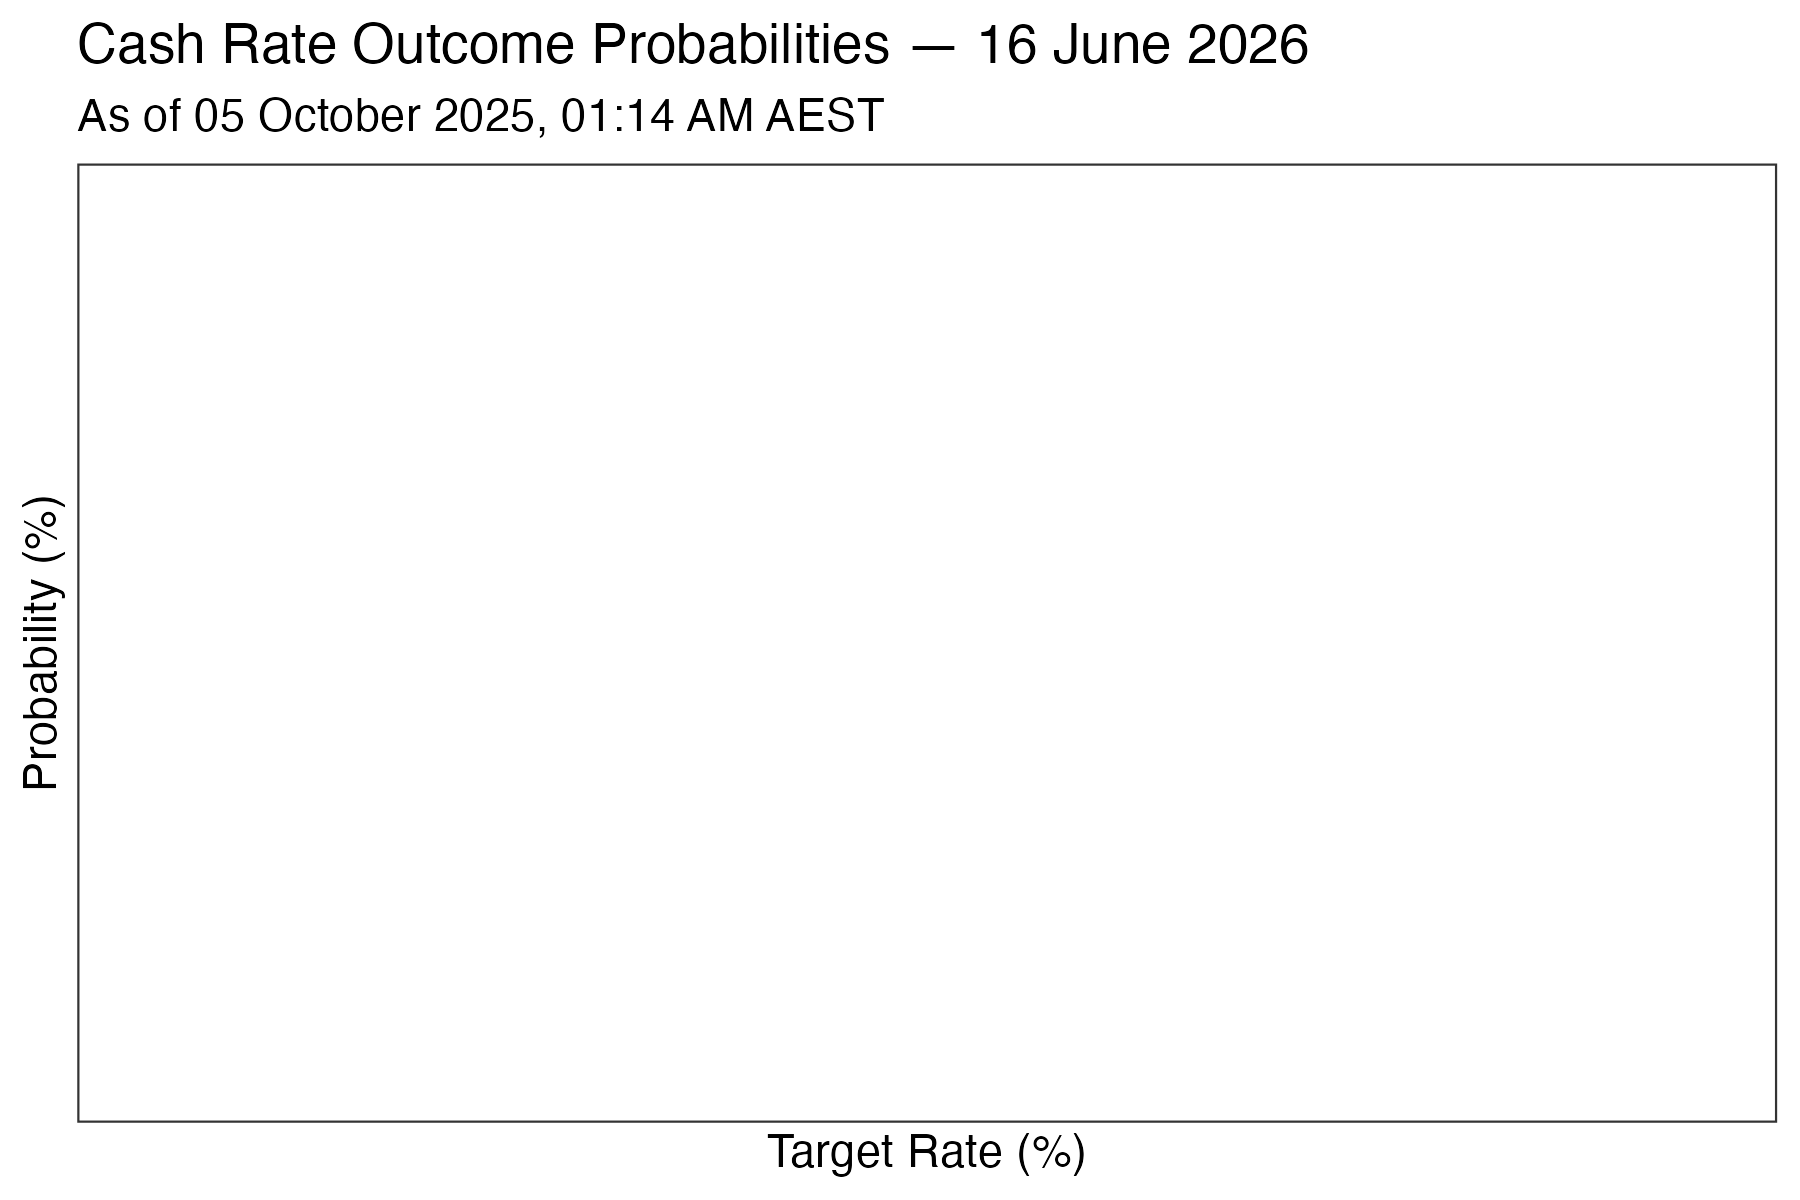 Cash Rate Outcome Probabilities — 16 June 2026
As of 05 October 2025, 01:14 AM AEST
Probability (%)
Target Rate (%)